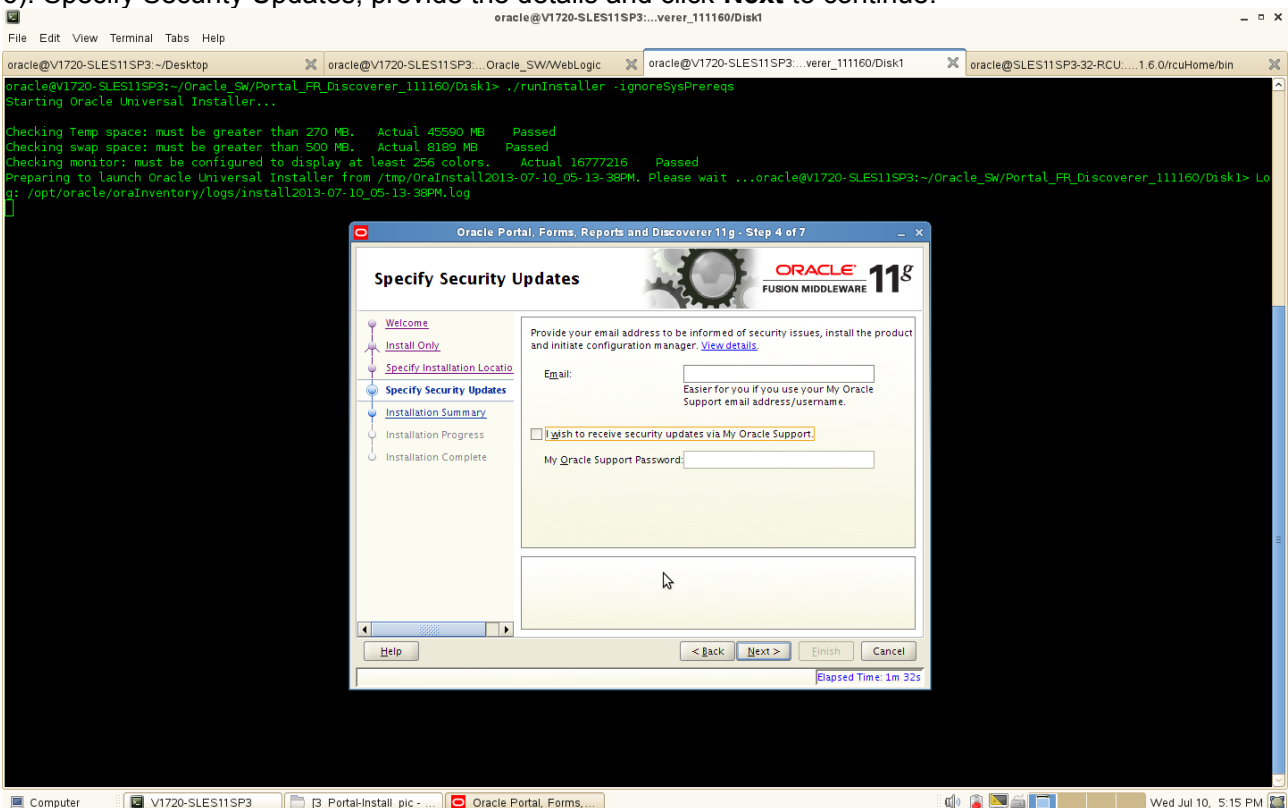 Specify Security Updates, provide the details and click Next to continue.
oracle@V1720-SLES11SP3:...verer_111160/Disk1
File Edit View Terminal Tabs Help
oracle@V1720-SLES11SP3:~/Desktop oracle@V1720-SLES11SP3:...Oracle_SW/WebLogic oracle@V1720-SLES11SP3:...verer_111160/Disk1 oracle@SLES11SP3-32-RCU:....1.6.0/rcuHome/bin
oracle@V1720-SLES11SP3:~/Oracle_SW/Portal_FR_Discoverer_111160/Disk1> ./runInstaller -ignoreSysPrereqs
Starting Oracle Universal Installer...
Checking Temp space: must be greater than 270 MB. Actual 45590 MB Passed
Checking swap space: must be greater than 500 MB. Actual 8189 MB Passed
Checking monitor: must be configured to display at least 256 colors. Actual 16777216 Passed
Preparing to launch Oracle Universal Installer from /tmp/OraInstall2013-07-10_05-13-38PM. Please wait ...oracle@V1720-SLES11SP3:~/Oracle_SW/Portal_FR_Discoverer_111160/Disk1> Lo
g: /opt/oracle/oraInventory/logs/install2013-07-10_05-13-38PM.log
Oracle Portal, Forms, Reports and Discoverer 11g - Step 4 of 7
Specify Security Updates
ORACLE
FUSION MIDDLEWARE 11g
Welcome
Install Only
Specify Installation Locatio
Specify Security Updates
Installation Summary
Installation Progress
Installation Complete
Provide your email address to be informed of security issues, install the product
and initiate configuration manager. View details.
Email:
Easier for you if you use your My Oracle
Support email address/username.
I wish to receive security updates via My Oracle Support.
My Oracle Support Password:
Help < Back Next > Finish Cancel
Elapsed Time: 1m 32s
Computer V1720-SLES11SP3 [3_Portal-Install_pic - ... Oracle Portal, Forms,... Wed Jul 10, 5:15 PM